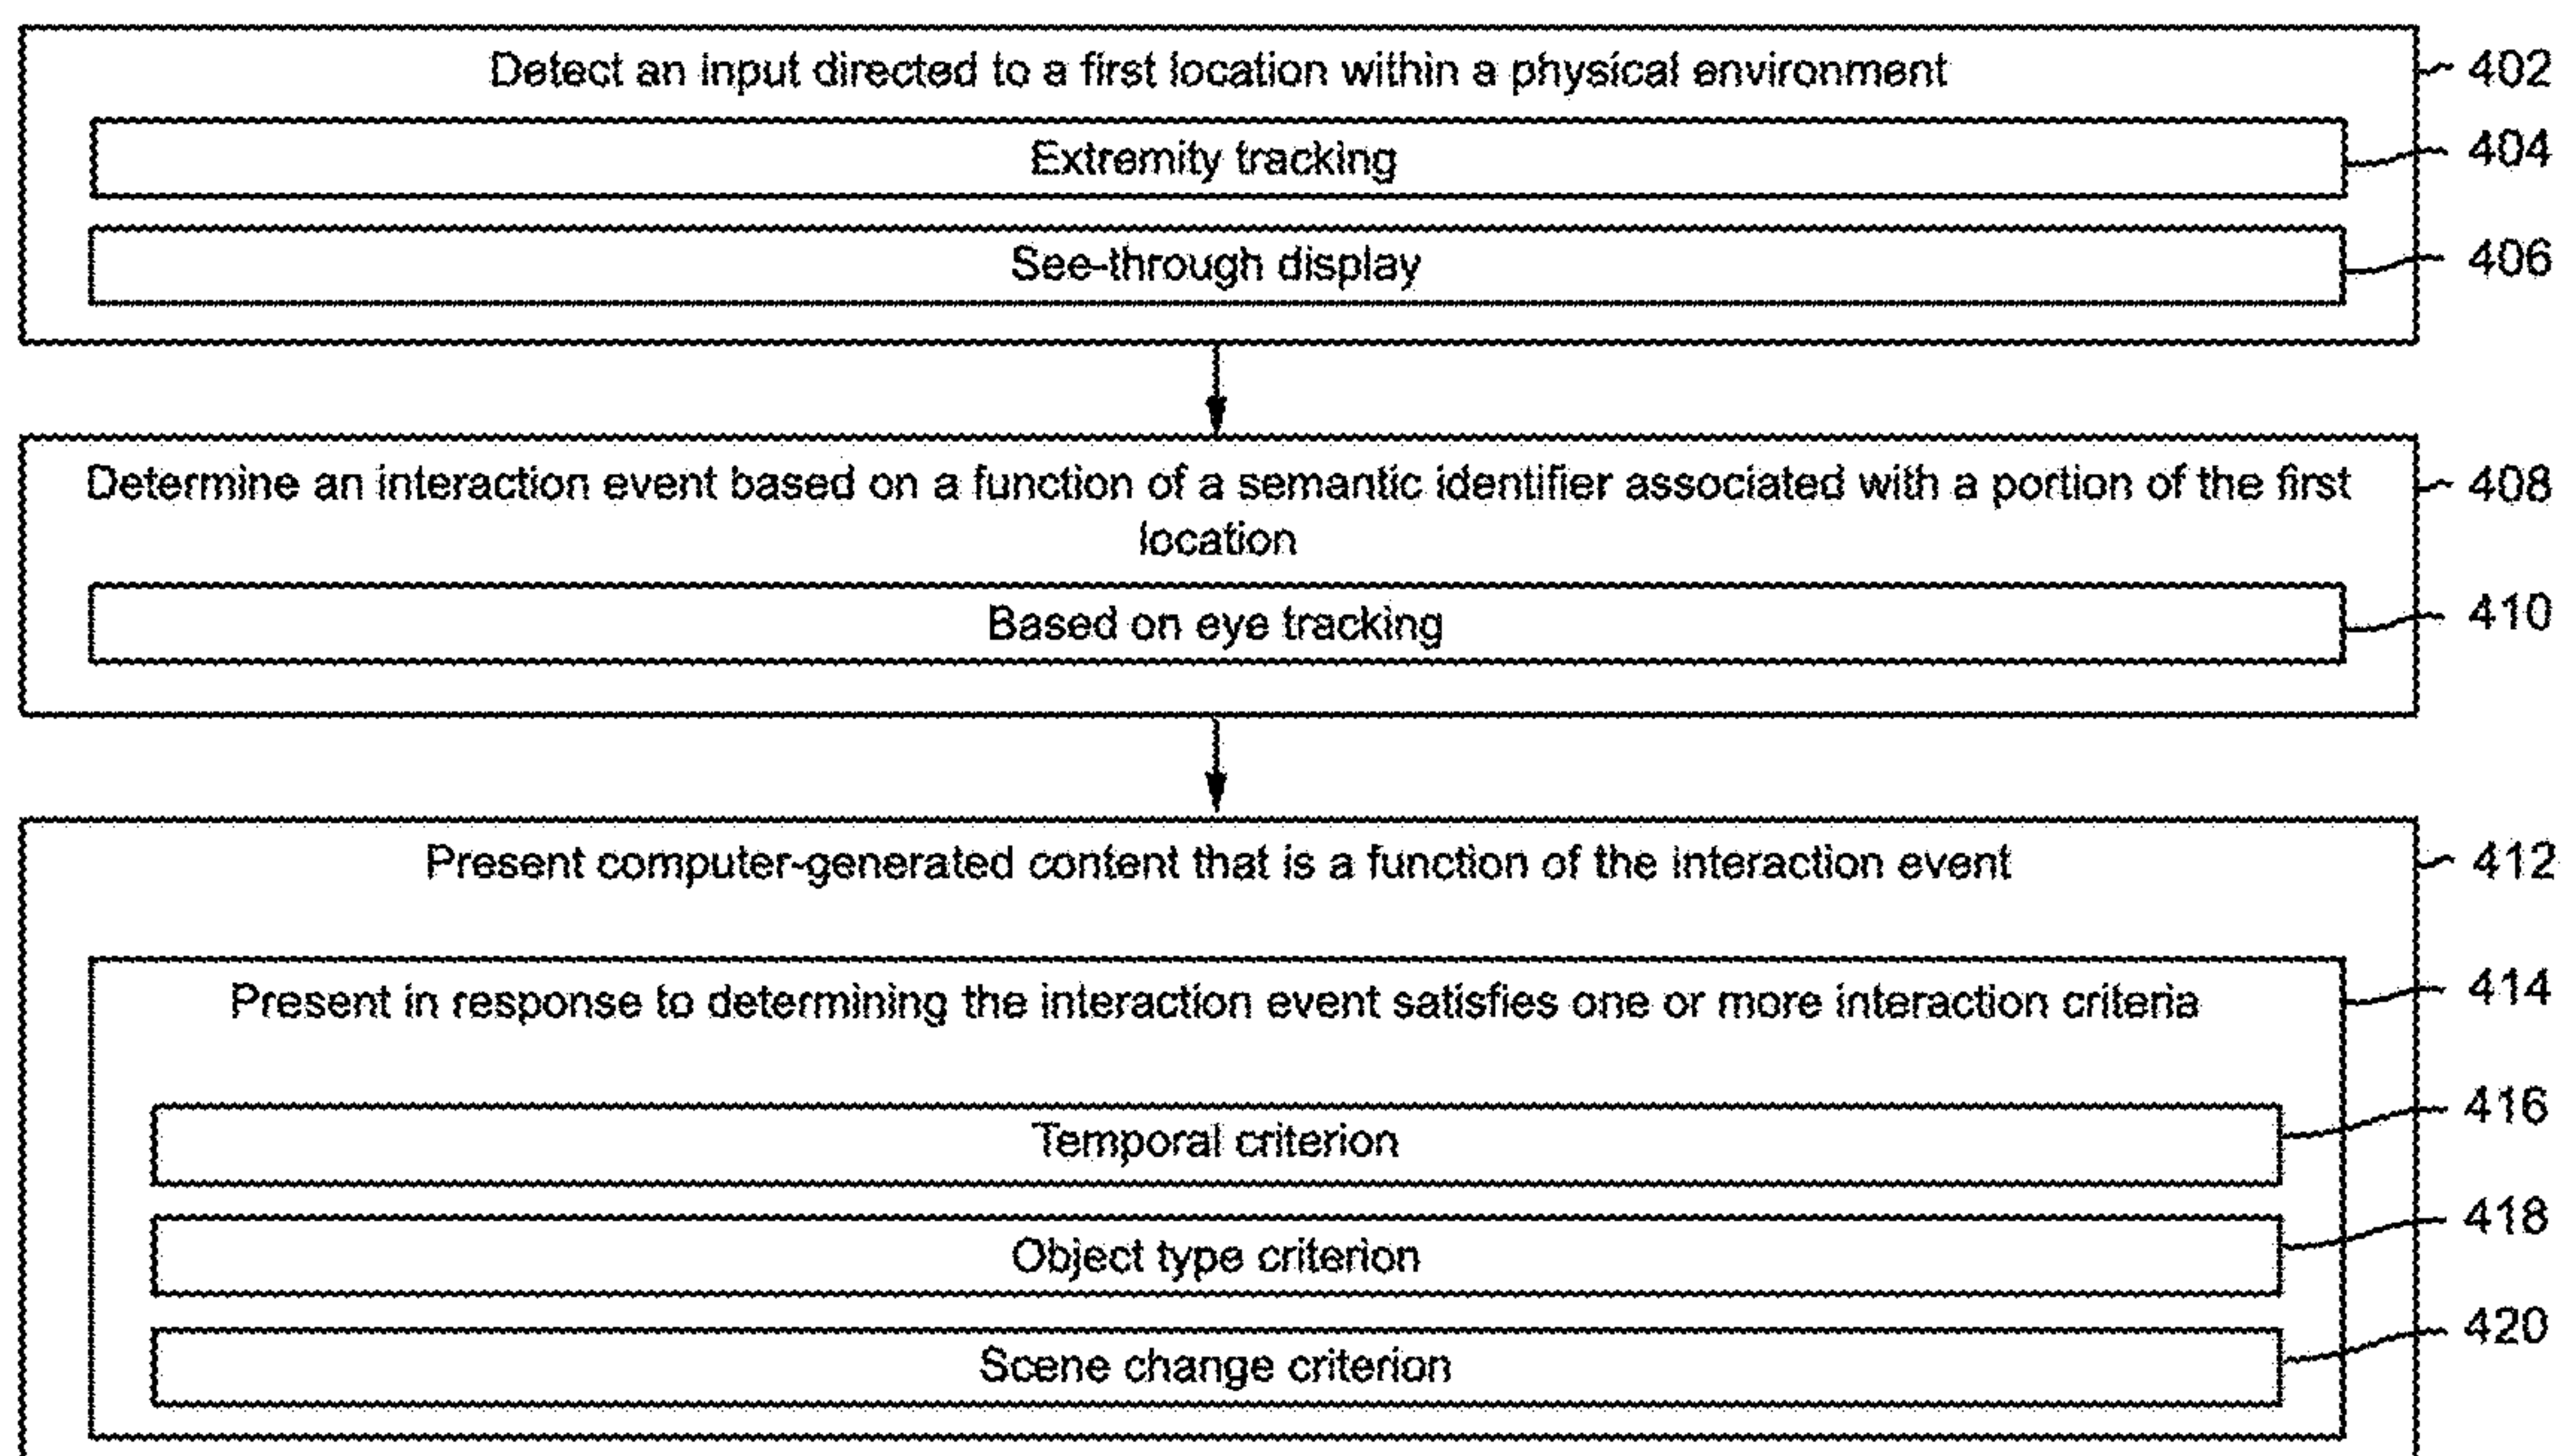 Detect an input directed to a first location within a physical environment
402
Extremity tracking
404
See-through display
406
Determine an interaction event based on a function of a semantic identifier associated with a portion of the first
location
408
Based on eye tracking
410
Present computer-generated content that is a function of the interaction event
412
Present in response to determining the interaction event satisfies one or more interaction criteria
414
Temporal criterion
416
Object type criterion
418
Scene change criterion
420